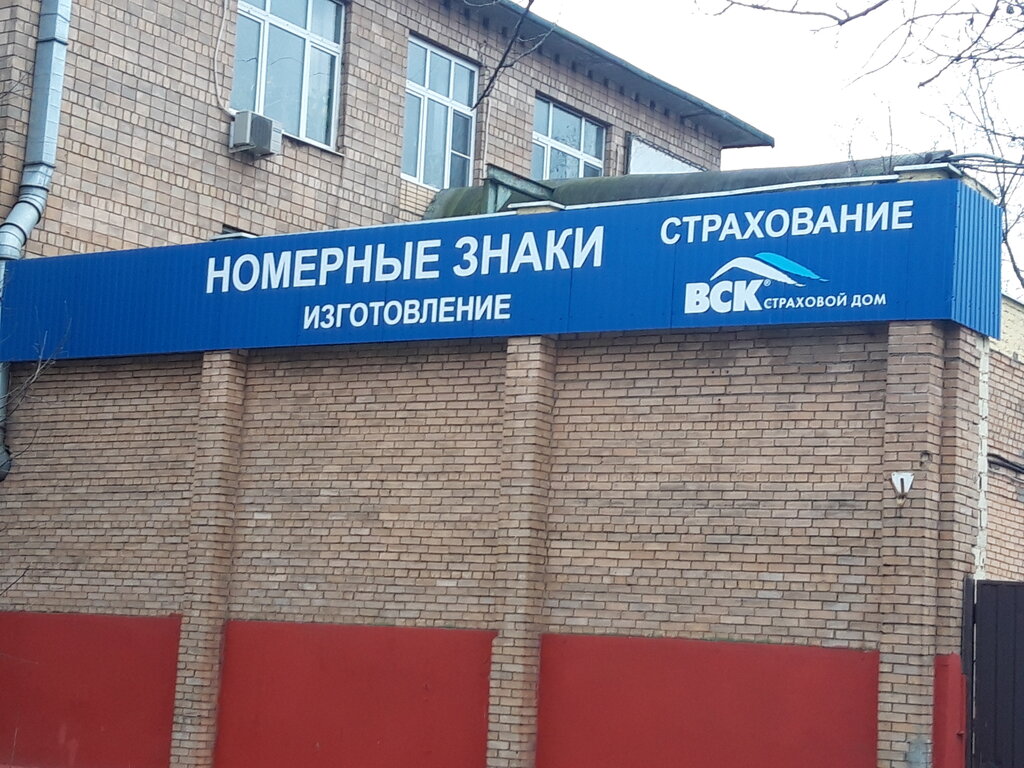 НОМЕРНЫЕ ЗНАКИ
ИЗГОТОВЛЕНИЕ
СТРАХОВАНИЕ
ВСК® СТРАХОВОЙ ДОМ